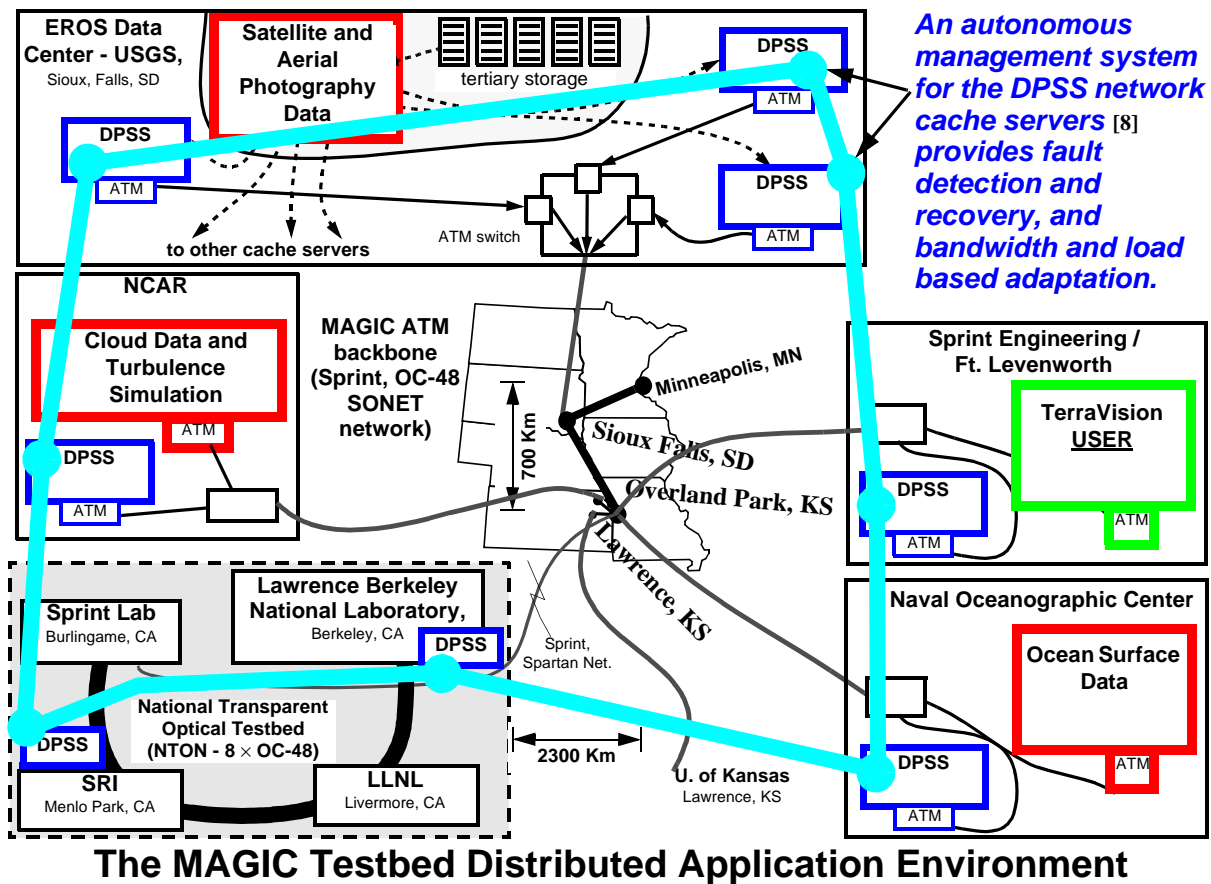 EROS Data
Center - USGS,
Sioux, Falls, SD
Satellite and
Aerial
Photography
Data
tertiary storage
DPSS
ATM
DPSS
ATM
DPSS
ATM
ATM switch
to other cache servers
An autonomous
management system
for the DPSS network
cache servers [8]
provides fault
detection and
recovery, and
bandwidth and load
based adaptation.
NCAR
Cloud Data and
Turbulence
Simulation
ATM
DPSS
ATM
MAGIC ATM
backbone
(Sprint, OC-48
SONET
network)
700 Km
Minneapolis, MN
Sioux Falls, SD
Overland Park, KS
Lawrence, KS
Sprint Engineering /
Ft. Levenworth
TerraVision
USER
ATM
DPSS
ATM
Sprint Lab
Burlingame, CA
Lawrence Berkeley
National Laboratory,
Berkeley, CA
DPSS
National Transparent
Optical Testbed
(NTON - 8 × OC-48)
DPSS
SRI
Menlo Park, CA
LLNL
Livermore, CA
Sprint,
Spartan Net.
2300 Km
U. of Kansas
Lawrence, KS
Naval Oceanographic Center
Ocean Surface
Data
ATM
DPSS
ATM
The MAGIC Testbed Distributed Application Environment